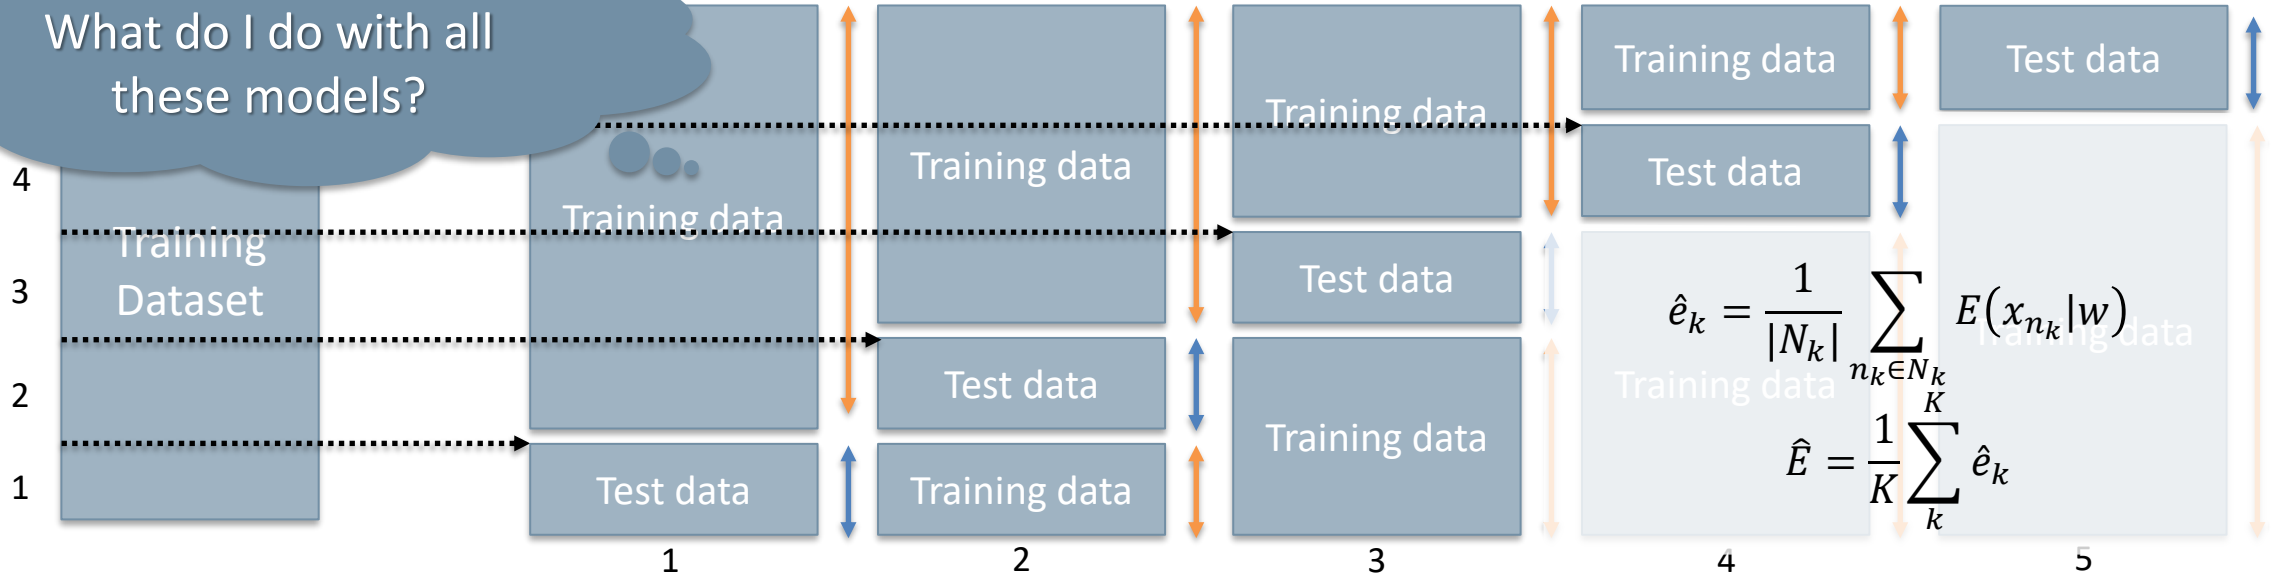 What do I do with all
these models?
4
3
2
1
Training
Dataset
Training data
Test data
1
Training data
Test data
Training data
2
Training data
Test data
Training data
3
Training data
Test data
Training data
4
Test data
Training data
5
ê_k = 1/|N_k| ∑_{n_k∈N_k} E(x_{n_k}|w)
Ê = 1/K ∑_k^K ê_k